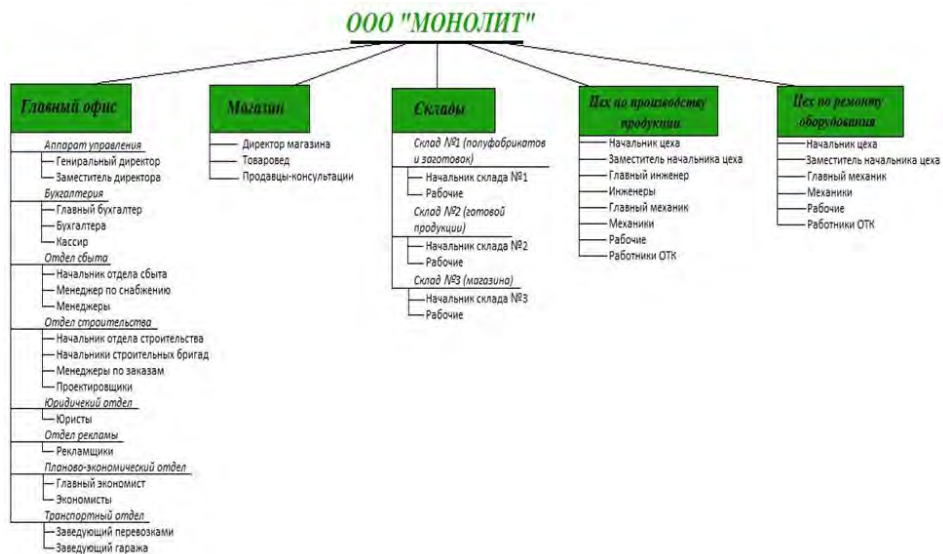 ООО "МОНОЛИТ"
Главный офис
Аппарат управления
Гениральный директор
Заместитель директора
Бухгалтерия
Главный бухгалтер
Бухгалтера
Кассир
Отдел сбыта
Начальник отдела сбыта
Менеджер по снабжению
Менеджеры
Отдел строительства
Начальник отдела строительства
Начальники строительных бригад
Менеджеры по заказам
Проектировщики
Юридичекий отдел
Юристы
Отдел рекламы
Рекламщики
Планово-экономический отдел
Главный экономист
Экономисты
Транспортный отдел
Заведующий перевозками
Заведующий гаража
Магазин
Директор магазина
Товаровед
Продавцы-консультации
Склады
Склад №1 (полуфабрикатов
и заготовок)
Начальник склада №1
Рабочие
Склад №2 (готовой
продукции)
Начальник склада №2
Рабочие
Склад №3 (магазина)
Начальник склада №3
Рабочие
Цех по производству
продукции
Начальник цеха
Заместитель начальника цеха
Главный инженер
Инженеры
Главный механик
Механики
Рабочие
Работники ОТК
Цех по ремонту
оборудования
Начальник цеха
Заместитель начальника цеха
Главный механик
Механики
Рабочие
Работники ОТК